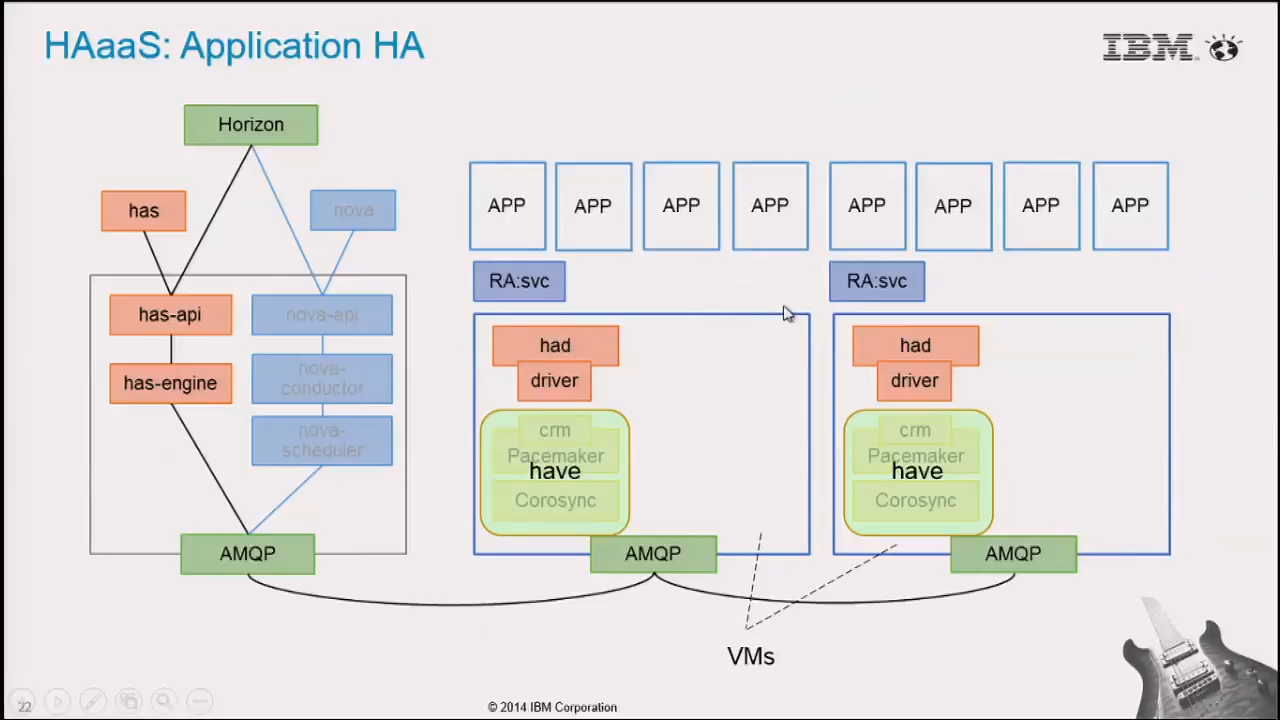 HAaaS: Application HA
IBM
Horizon
has
nova
has-api
nova-api
has-engine
nova-
conductor
nova-
scheduler
AMQP
APP
APP
APP
APP
APP
APP
APP
APP
RA:svc
RA:svc
had
driver
crm
Pacemaker
have
Corosync
AMQP
had
driver
crm
Pacemaker
have
Corosync
AMQP
VMs
22
© 2014 IBM Corporation